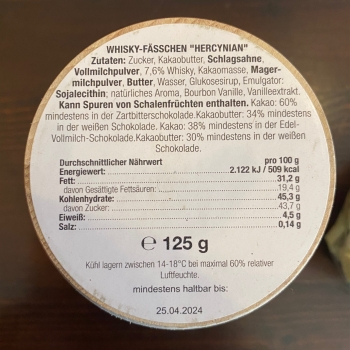 WHISKY-FÄSSCHEN "HERCYNIAN"
Zutaten: Zucker, Kakaobutter, Schlagsahne,
Vollmilchpulver, 7,6% Whisky, Kakaomasse, Mager-
milchpulver, Butter, Wasser, Glukosesirup, Emulgator:
Sojalecithin; natürliches Aroma, Bourbon Vanille, Vanilleextrakt.
Kann Spuren von Schalenfrüchten enthalten. Kakao: 60%
mindestens in der Zartbitterschokolade.Kakaobutter: 34% mindestens
in der weißen Schokolade. Kakao: 38% mindestens in der Edel-
Vollmilch-Schokolade.Kakaobutter: 30% mindestens in der weißen
Schokolade.
Durchschnittlicher Nährwert pro 100 g
Energiewert: 2.122 kJ / 509 kcal
Fett: 31,2 g
davon Gesättigte Fettsäuren: 19,4 g
Kohlenhydrate: 45,3 g
davon Zucker: 43,7 g
Eiweiß: 4,5 g
Salz: 0,14 g
℮ 125 g
Kühl lagern zwischen 14-18°C bei maximal 60% relativer
Luftfeuchte.
mindestens haltbar bis:
25.04.2024